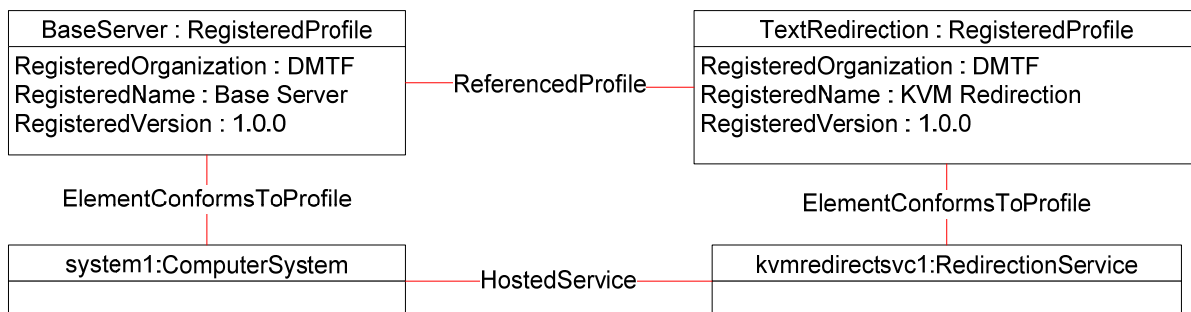 BaseServer : RegisteredProfile
RegisteredOrganization : DMTF
RegisteredName : Base Server
RegisteredVersion : 1.0.0
ReferencedProfile
TextRedirection : RegisteredProfile
RegisteredOrganization : DMTF
RegisteredName : KVM Redirection
RegisteredVersion : 1.0.0
ElementConformsToProfile
ElementConformsToProfile
system1:ComputerSystem
HostedService
kvmredirectsvc1:RedirectionService